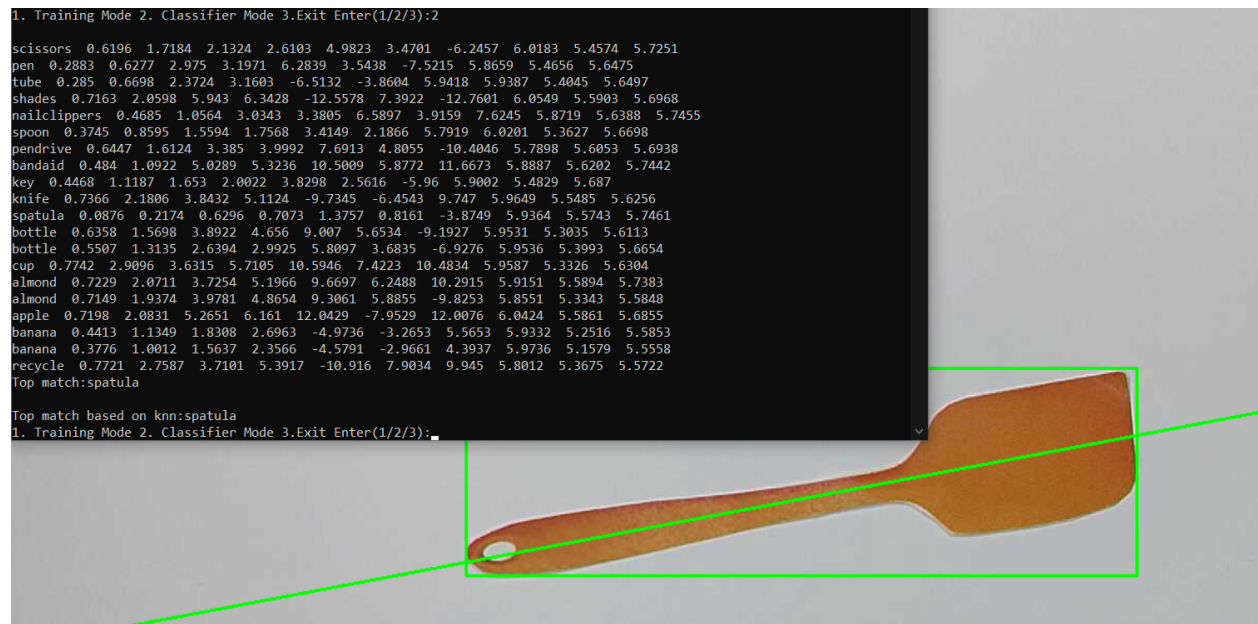 1. Training Mode 2. Classifier Mode 3.Exit Enter(1/2/3):2
scissors 0.6196 1.7184 2.1324 2.6103 4.9823 3.4701 -6.2457 6.0183 5.4574 5.7251
pen 0.2883 0.6277 2.975 3.1971 6.2839 3.5438 -7.5215 5.8659 5.4656 5.6475
tube 0.285 0.6698 2.3724 3.1603 -6.5132 -3.8604 5.9418 5.9387 5.4045 5.6497
shades 0.7163 2.0598 5.943 6.3428 -12.5578 7.3922 -12.7601 6.0549 5.5903 5.6968
nailclippers 0.4685 1.0564 3.0343 3.3805 6.5897 3.9159 7.6245 5.8719 5.6388 5.7455
spoon 0.3745 0.8595 1.5594 1.7568 3.4149 2.1866 5.7919 6.0201 5.3627 5.6698
pendrive 0.6447 1.6124 3.385 3.9992 7.6913 4.8055 -10.4046 5.7898 5.6053 5.6938
bandaid 0.484 1.0922 5.0289 5.3236 10.5009 5.8772 11.6673 5.8887 5.6202 5.7442
key 0.4468 1.1187 1.653 2.0022 3.8298 2.5616 -5.96 5.9002 5.4829 5.687
knife 0.7366 2.1806 3.8432 5.1124 -9.7345 -6.4543 9.747 5.9649 5.5485 5.6256
spatula 0.0876 0.2174 0.6296 0.7073 1.3757 0.8161 -3.8749 5.9364 5.5743 5.7461
bottle 0.6358 1.5698 3.8922 4.656 9.007 5.6534 -9.1927 5.9531 5.3035 5.6113
bottle 0.5507 1.3135 2.6394 2.9925 5.8097 3.6835 -6.9276 5.9536 5.3993 5.6654
cup 0.7742 2.9096 3.6315 5.7105 10.5946 7.4223 10.4834 5.9587 5.3326 5.6304
almond 0.7229 2.0711 3.7254 5.1966 9.6697 6.2488 10.2915 5.9151 5.5894 5.7383
almond 0.7149 1.9374 3.9781 4.8654 9.3061 5.8855 -9.8253 5.8551 5.3343 5.5848
apple 0.7198 2.0831 5.2651 6.161 12.0429 -7.9529 12.0076 6.0424 5.5861 5.6855
banana 0.4413 1.1349 1.8308 2.6963 -4.9736 -3.2653 5.5653 5.9332 5.2516 5.5853
banana 0.3776 1.0012 1.5637 2.3566 -4.5791 -2.9661 4.3937 5.9736 5.1579 5.5558
recycle 0.7721 2.7587 3.7101 5.3917 -10.916 7.9034 9.945 5.8012 5.3675 5.5722
Top match:spatula
Top match based on knn:spatula
1. Training Mode 2. Classifier Mode 3.Exit Enter(1/2/3):